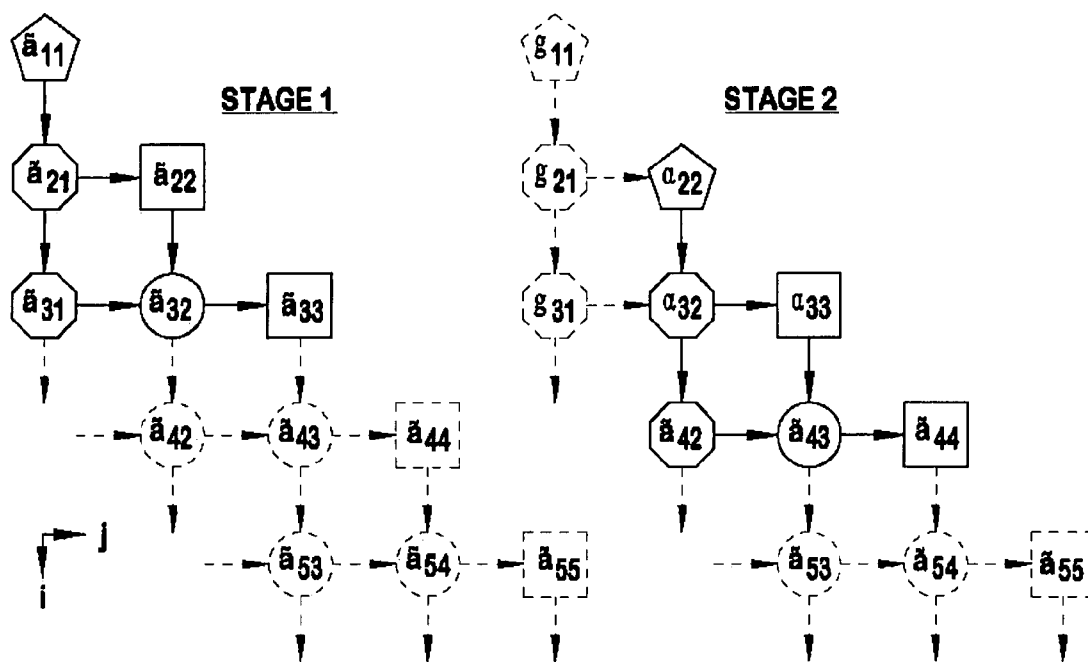 ã11 g11
STAGE 1 STAGE 2
ã21 ã22 g21 α22
ã31 ã32 ã33 g31 α32 α33
ã42 ã43 ã44 ã42 ã43 ã44
j
ã53 ã54 ã55 ã53 ã54 ã55
i